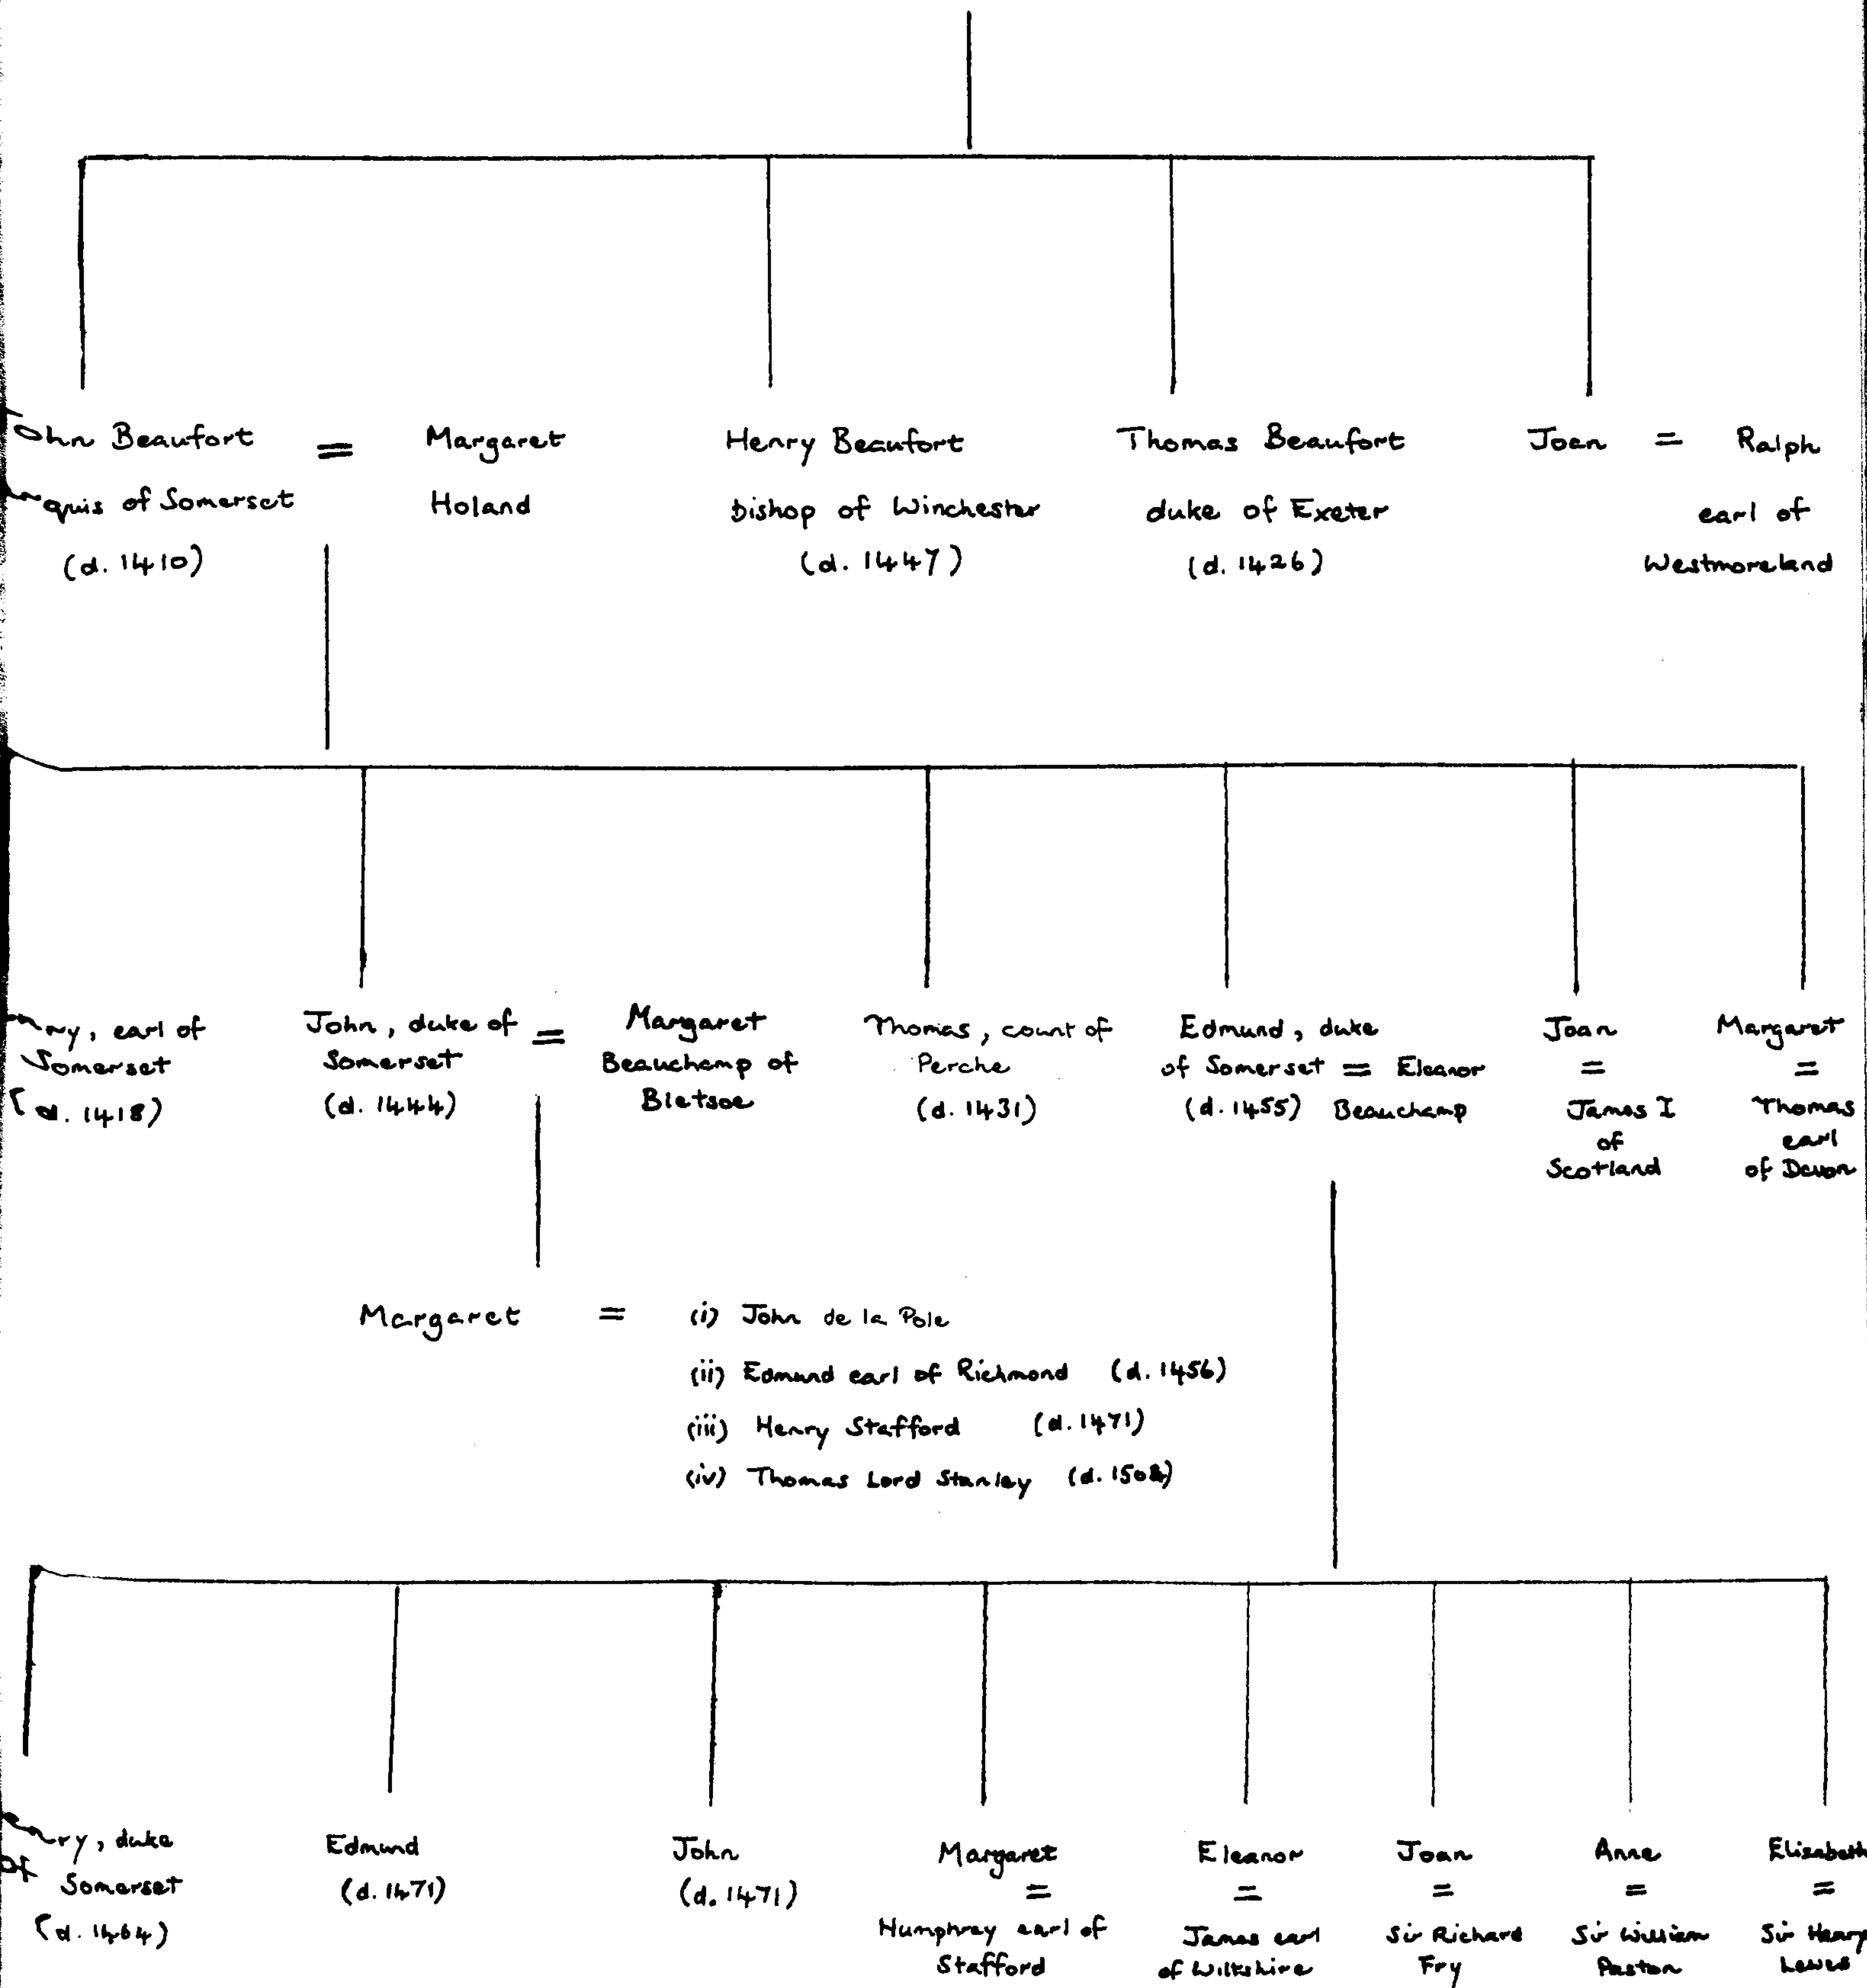 John Beaufort = Margaret Henry Beaufort Thomas Beaufort Joan = Ralph
quis of Somerset Holand bishop of Winchester duke of Exeter earl of
(d. 1410) (d. 1447) (d. 1426) Westmoreland
ry, earl of John, duke of = Margaret Thomas, count of Edmund, duke Joan Margaret
Somerset Somerset Beauchamp of Perche of Somerset = Eleanor = =
(d. 1418) (d. 1444) Bletsoe (d. 1431) (d. 1455) Beauchamp James I Thomas
of earl
Scotland of Devon
Margaret = (i) John de la Pole
(ii) Edmund earl of Richmond (d. 1456)
(iii) Henry Stafford (d. 1471)
(iv) Thomas Lord Stanley
ry, duke Edmund John Margaret Eleanor Joan Anne Elizabeth
of Somerset (d. 1471) (d. 1471) = = = = =
(d. 1464) Humphrey earl of James earl Sir Richard Sir William Sir Henry
Stafford of Wiltshire Fry Paston Lewes